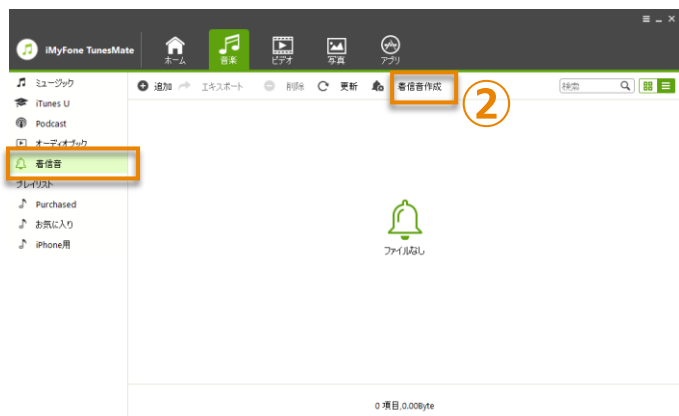 iMyFone TunesMate
ホーム
音楽
ビデオ
写真
アプリ
ミュージック
iTunes U
Podcast
オーディオブック
着信音
プレイリスト
Purchased
お気に入り
iPhone用
追加 エクスポート 削除 更新 着信音作成 検索
②
ファイルなし
0 項目,0.00Byte